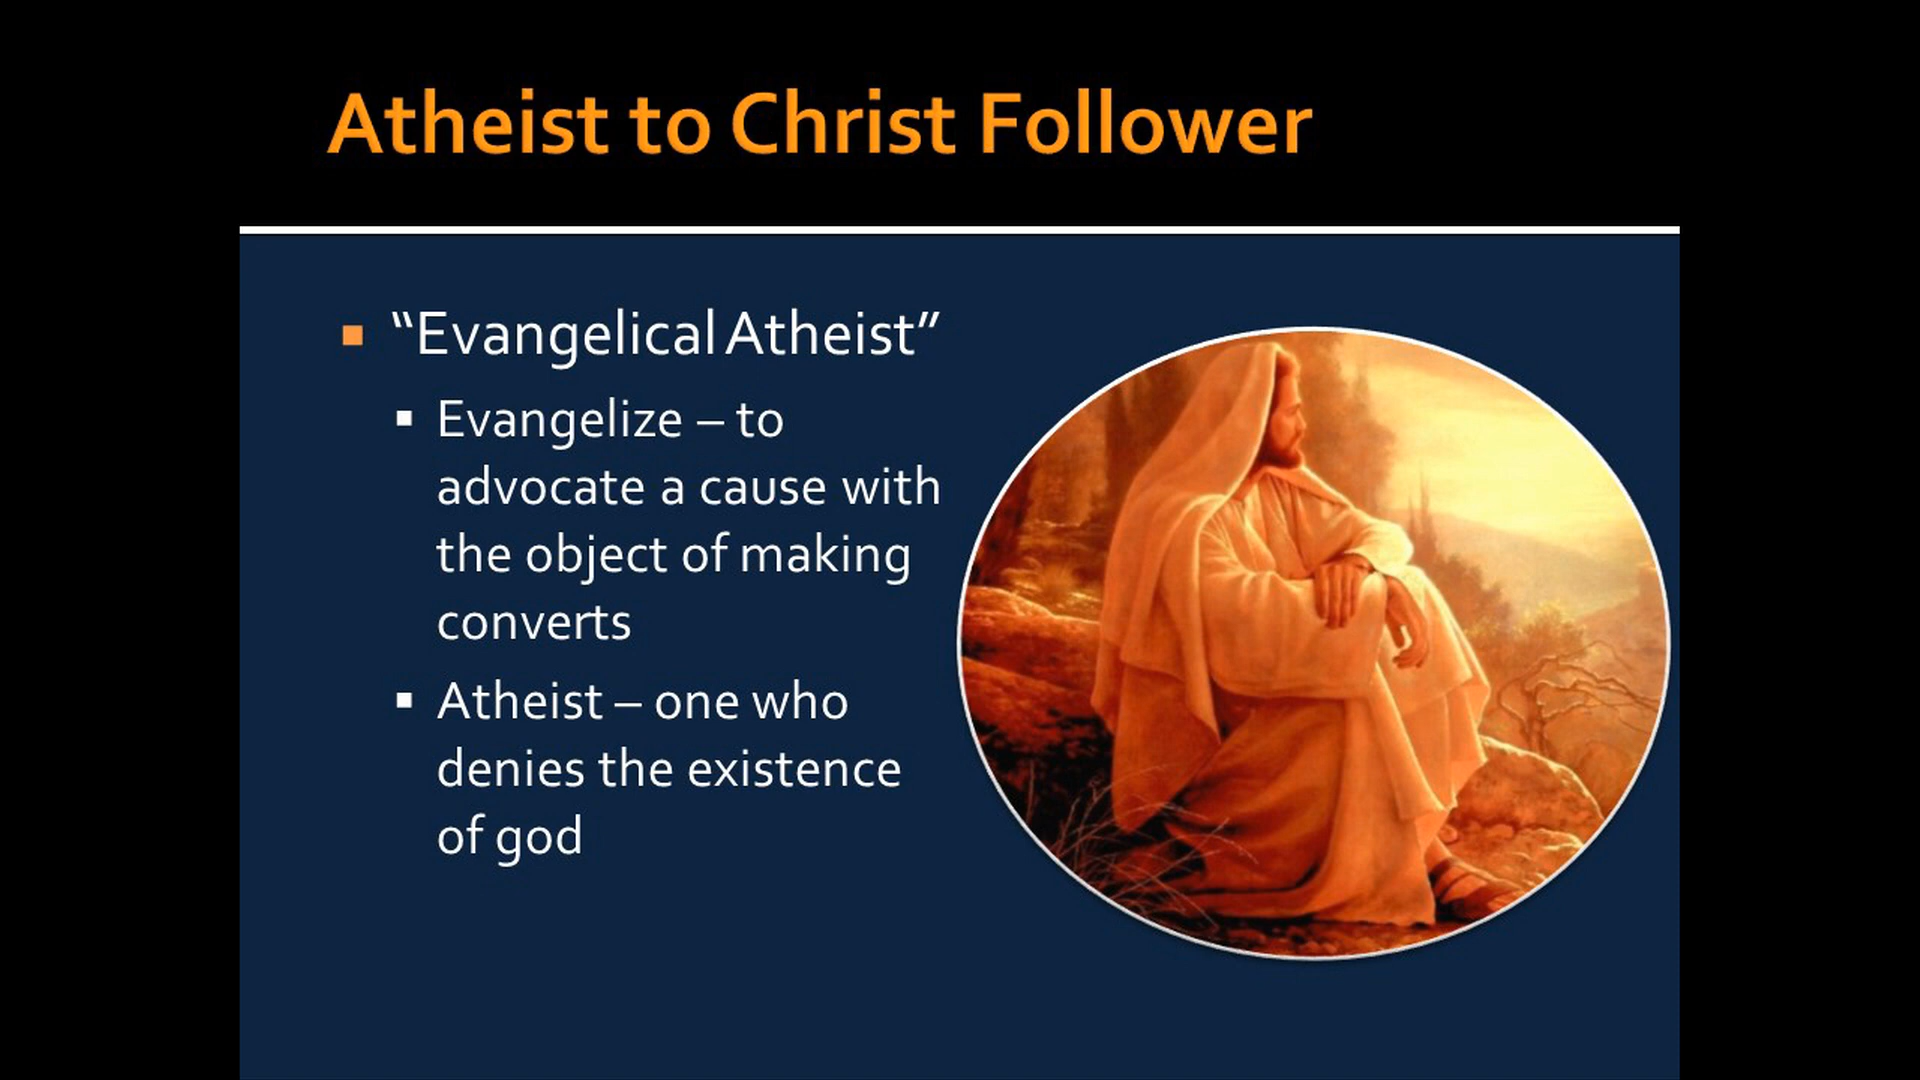 Atheist to Christ Follower
“Evangelical Atheist”
Evangelize – to
advocate a cause with
the object of making
converts
Atheist – one who
denies the existence
of god